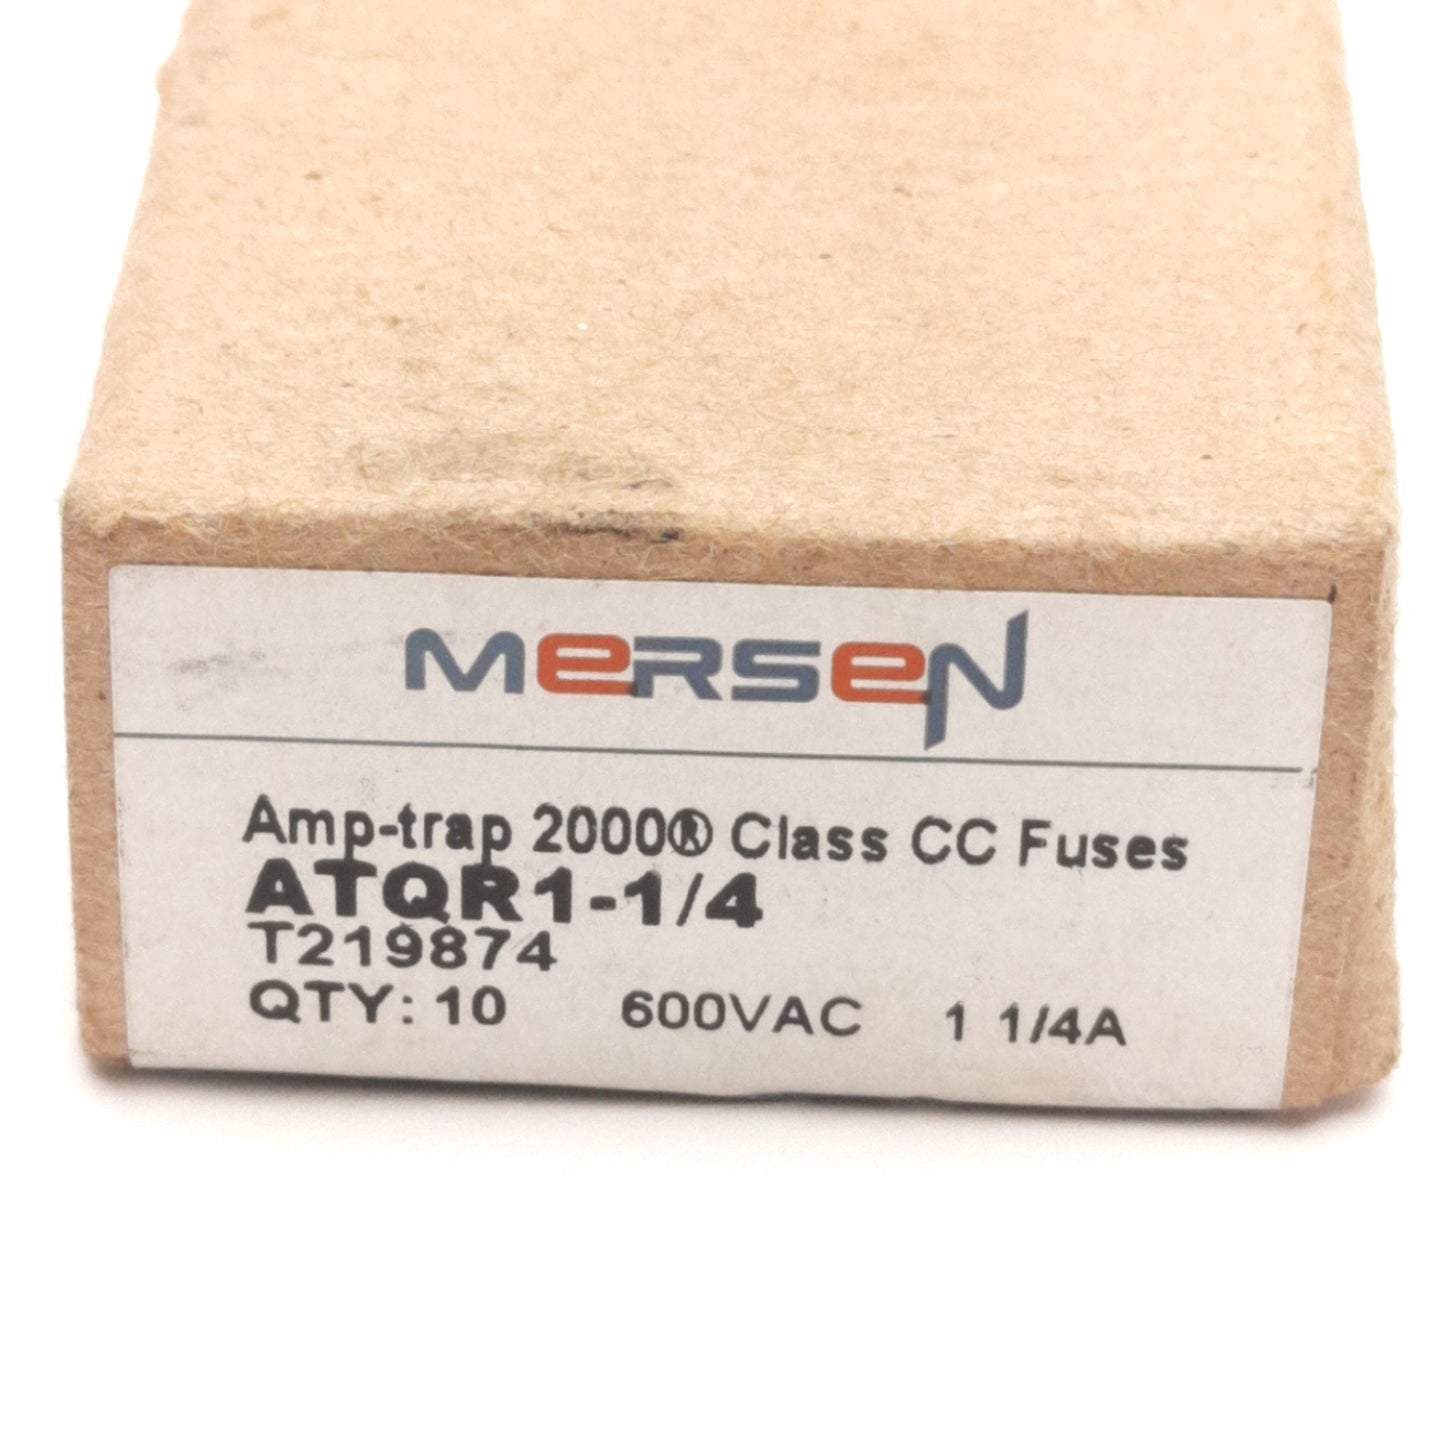 MERSEN
Amp-trap 2000® Class CC Fuses
ATQR1-1/4
T219874
QTY: 10 600VAC 1 1/4A